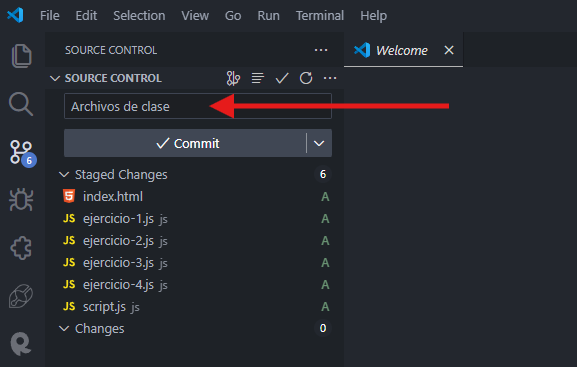 File Edit Selection View Go Run Terminal Help
SOURCE CONTROL ···
Welcome
SOURCE CONTROL
Archivos de clase
Commit
6
Staged Changes 6
index.html A
JS ejercicio-1.js js A
JS ejercicio-2.js js A
JS ejercicio-3.js js A
JS ejercicio-4.js js A
JS script.js js A
Changes 0